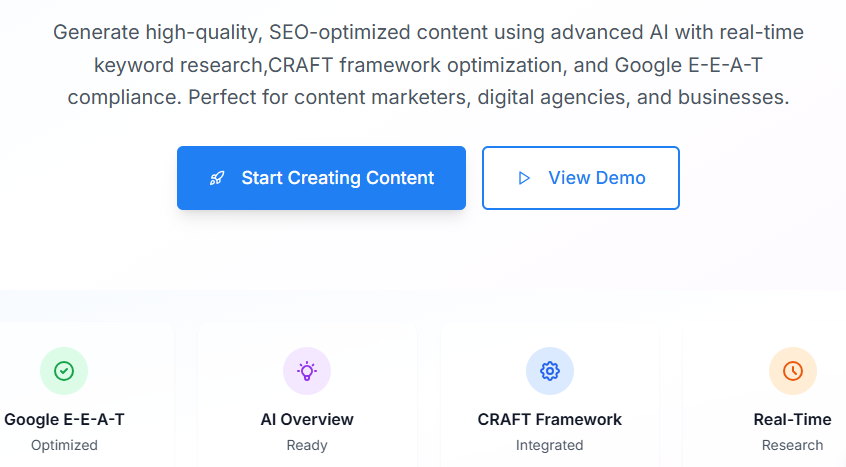 Generate high-quality, SEO-optimized content using advanced AI with real-time
keyword research,CRAFT framework optimization, and Google E-E-A-T
compliance. Perfect for content marketers, digital agencies, and businesses.
Start Creating Content
View Demo
Google E-E-A-T
Optimized
AI Overview
Ready
CRAFT Framework
Integrated
Real-Time
Research